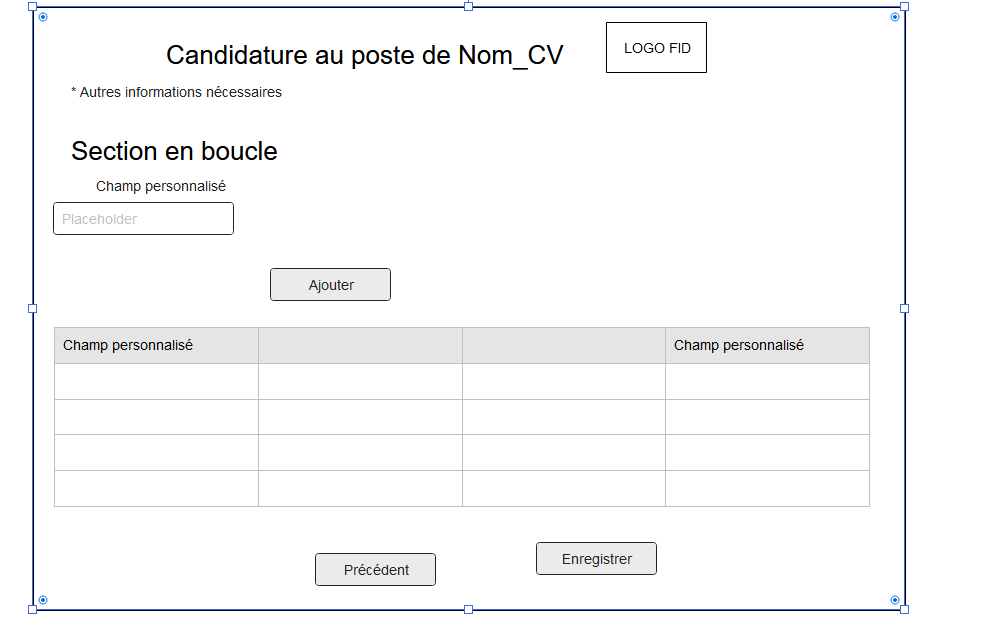 Candidature au poste de Nom_CV
LOGO FID
* Autres informations nécessaires
Section en boucle
Champ personnalisé
Placeholder
Ajouter
Champ personnalisé
Champ personnalisé
Précédent
Enregistrer